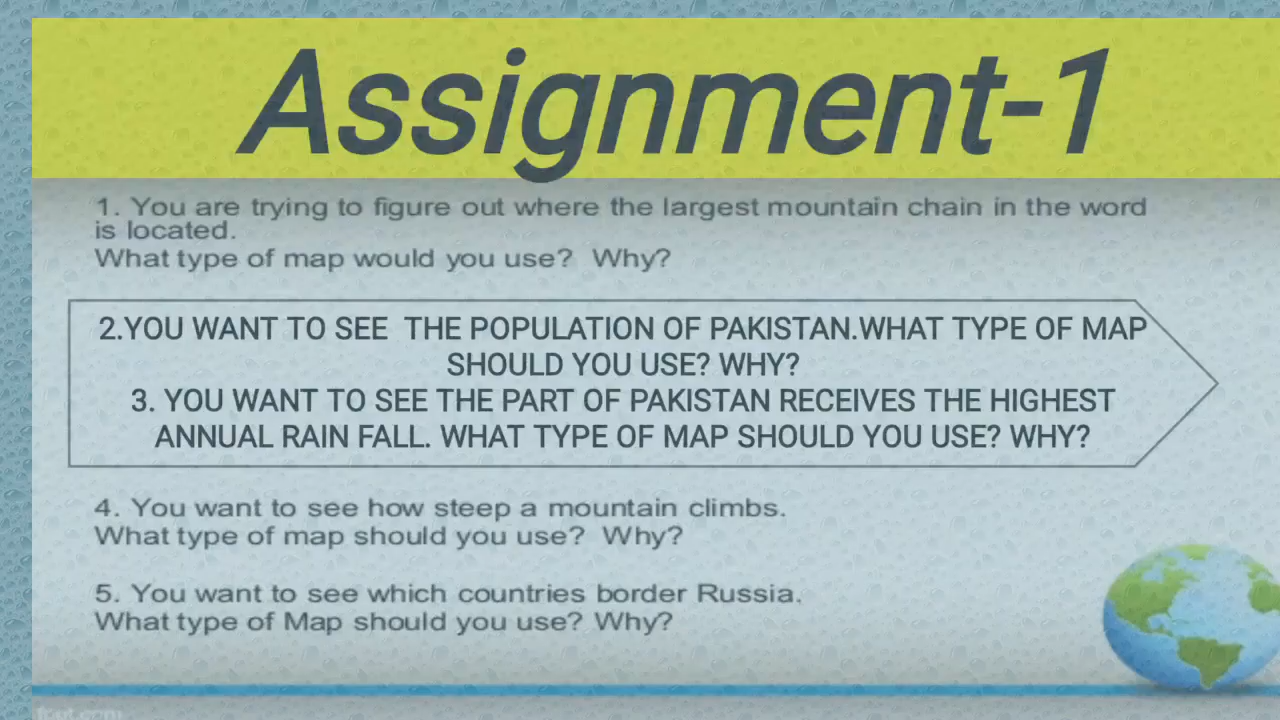 Assignment-1
1. You are trying to figure out where the largest mountain chain in the word
is located.
What type of map would you use? Why?
2.YOU WANT TO SEE THE POPULATION OF PAKISTAN.WHAT TYPE OF MAP
SHOULD YOU USE? WHY?
3. YOU WANT TO SEE THE PART OF PAKISTAN RECEIVES THE HIGHEST
ANNUAL RAIN FALL. WHAT TYPE OF MAP SHOULD YOU USE? WHY?
4. You want to see how steep a mountain climbs.
What type of map should you use? Why?
5. You want to see which countries border Russia.
What type of Map should you use? Why?